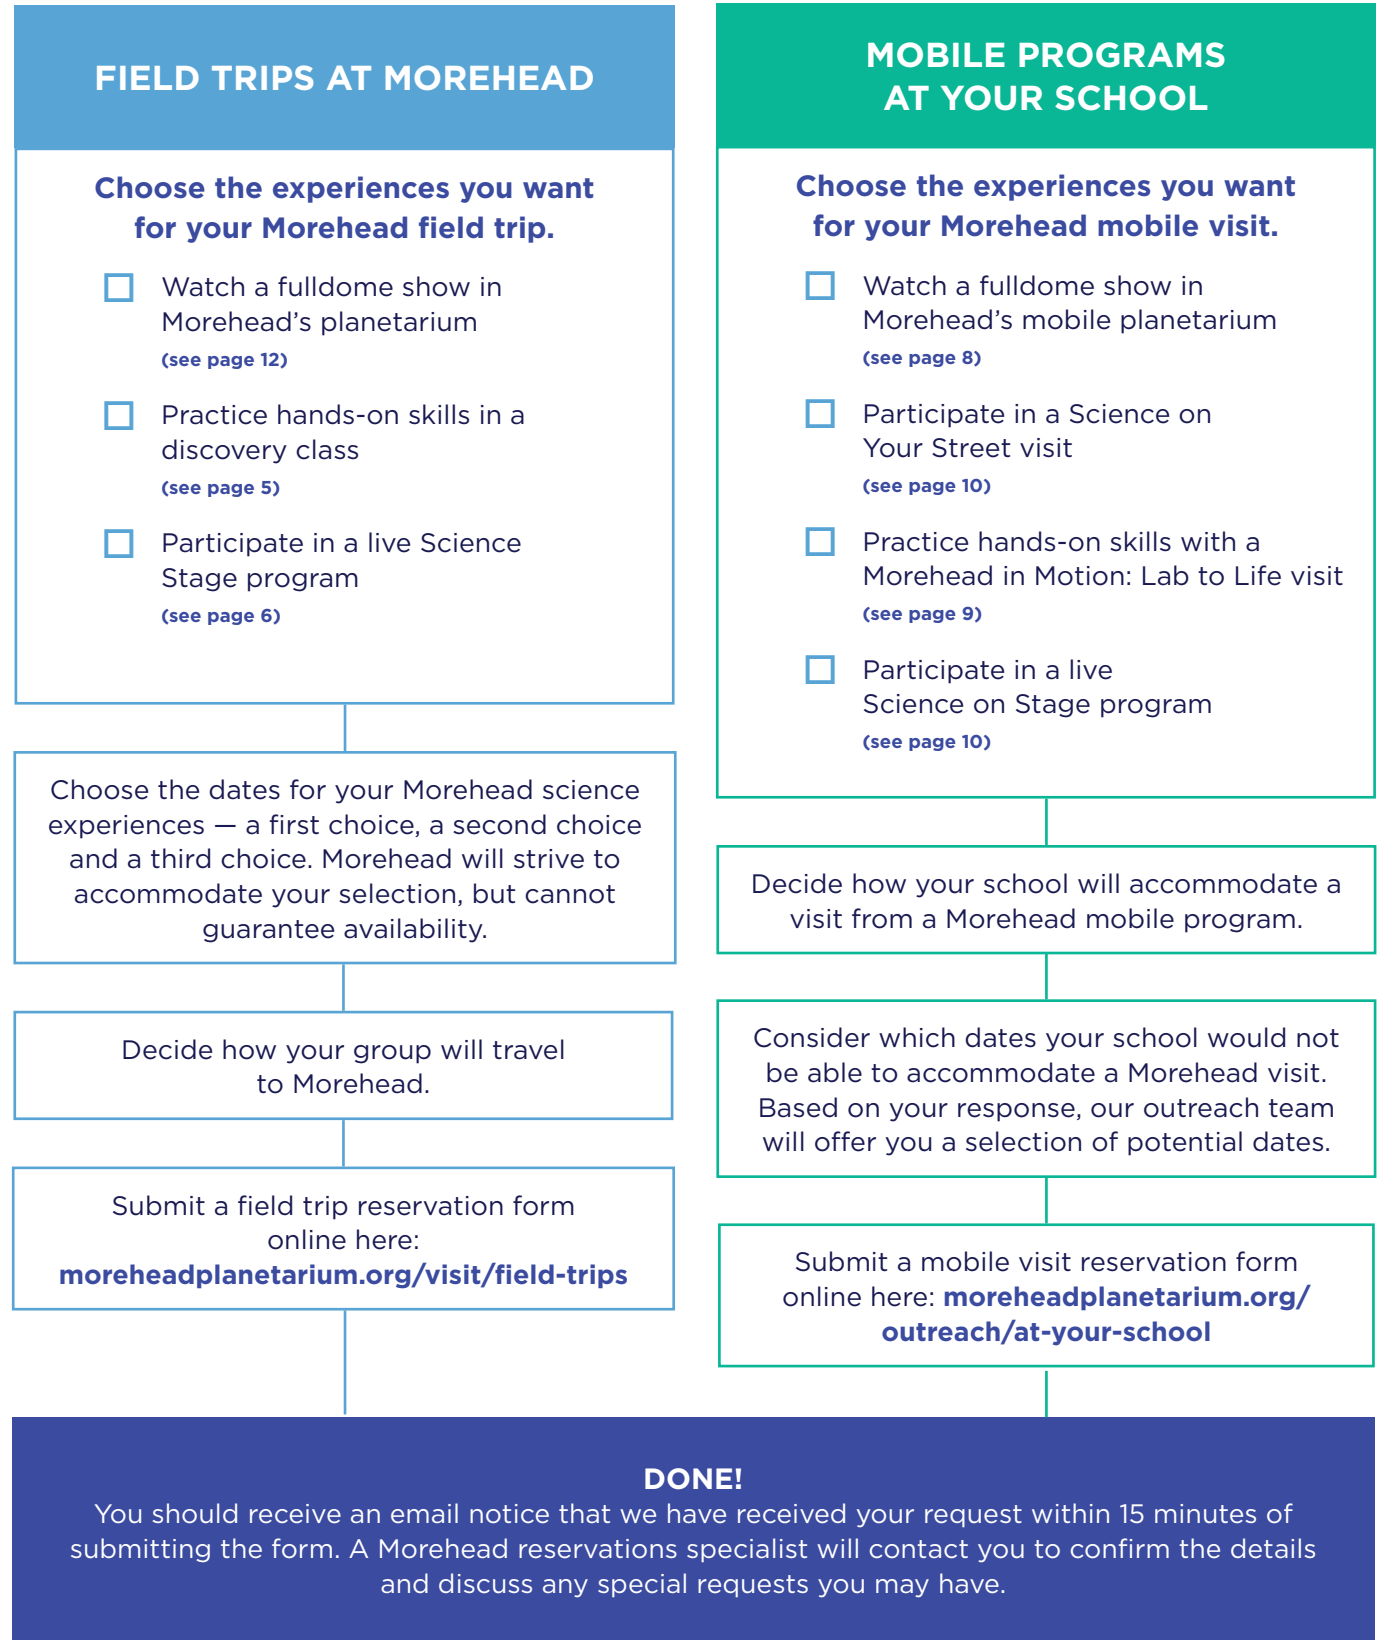 FIELD TRIPS AT MOREHEAD
Choose the experiences you want
for your Morehead field trip.
Watch a fulldome show in
Morehead’s planetarium
(see page 12)
Practice hands-on skills in a
discovery class
(see page 5)
Participate in a live Science
Stage program
(see page 6)
Choose the dates for your Morehead science
experiences — a first choice, a second choice
and a third choice. Morehead will strive to
accommodate your selection, but cannot
guarantee availability.
Decide how your group will travel
to Morehead.
Submit a field trip reservation form
online here:
moreheadplanetarium.org/visit/field-trips
MOBILE PROGRAMS
AT YOUR SCHOOL
Choose the experiences you want
for your Morehead mobile visit.
Watch a fulldome show in
Morehead’s mobile planetarium
(see page 8)
Participate in a Science on
Your Street visit
(see page 10)
Practice hands-on skills with a
Morehead in Motion: Lab to Life visit
(see page 9)
Participate in a live
Science on Stage program
(see page 10)
Decide how your school will accommodate a
visit from a Morehead mobile program.
Consider which dates your school would not
be able to accommodate a Morehead visit.
Based on your response, our outreach team
will offer you a selection of potential dates.
Submit a mobile visit reservation form
online here: moreheadplanetarium.org/
outreach/at-your-school
DONE!
You should receive an email notice that we have received your request within 15 minutes of
submitting the form. A Morehead reservations specialist will contact you to confirm the details
and discuss any special requests you may have.